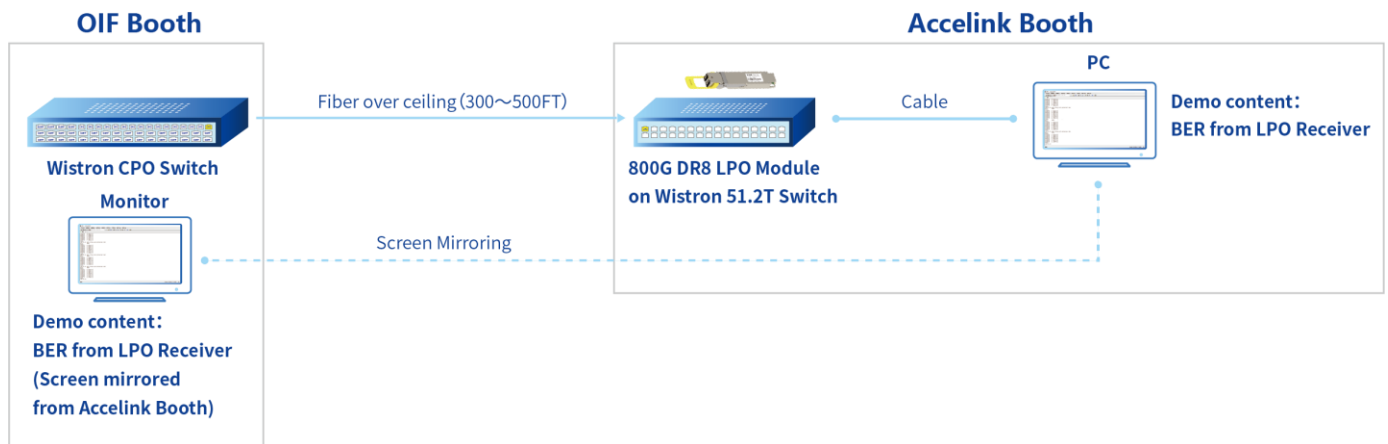 OIF Booth
Accelink Booth
Wistron CPO Switch
Fiber over ceiling(300～500FT)
800G DR8 LPO Module
on Wistron 51.2T Switch
Cable
PC
Demo content：
BER from LPO Receiver
Monitor
Screen Mirroring
Demo content：
BER from LPO Receiver
(Screen mirrored
from Accelink Booth)